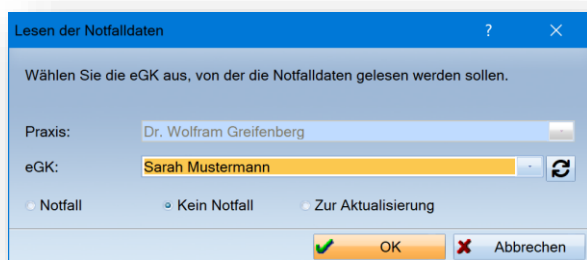 Lesen der Notfalldaten ?
Wählen Sie die eGK aus, von der die Notfalldaten gelesen werden sollen.
Praxis: Dr. Wolfram Greifenberg
eGK: Sarah Mustermann
Notfall Kein Notfall Zur Aktualisierung
OK Abbrechen